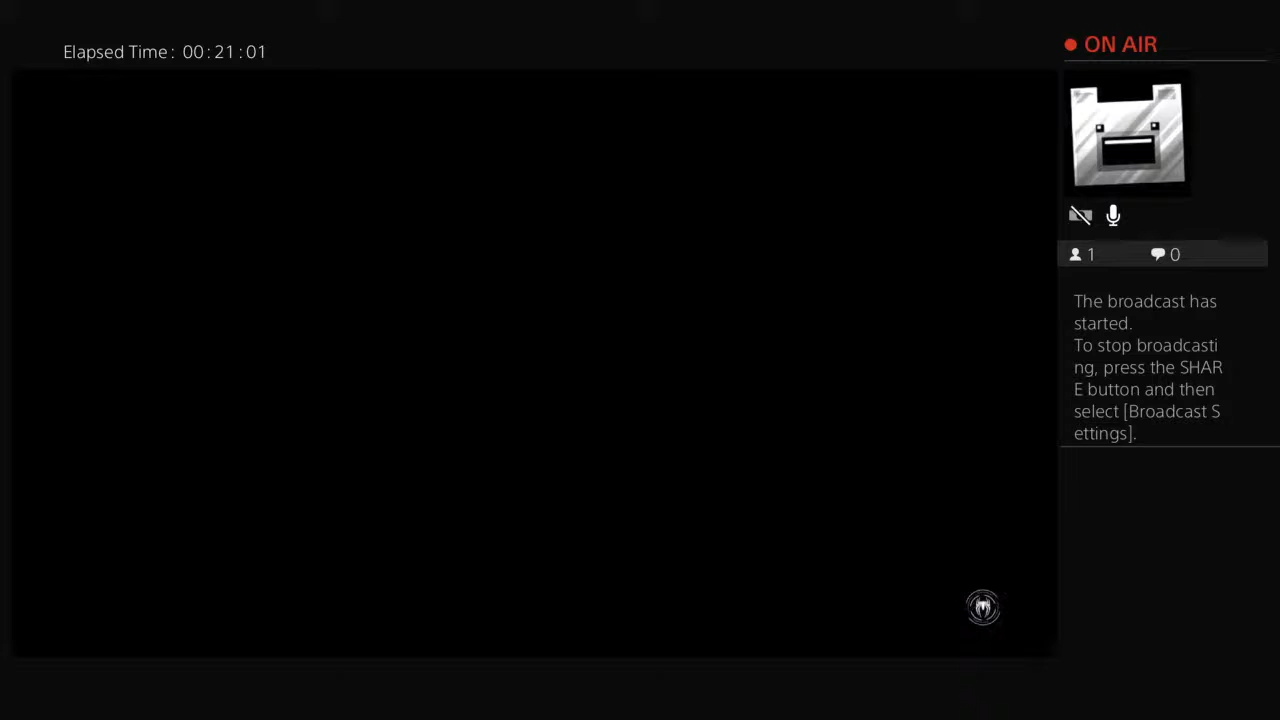 Elapsed Time: 00:21:01
ON AIR
1 0
The broadcast has
started.
To stop broadcasti
ng, press the SHAR
E button and then
select [Broadcast S
ettings].